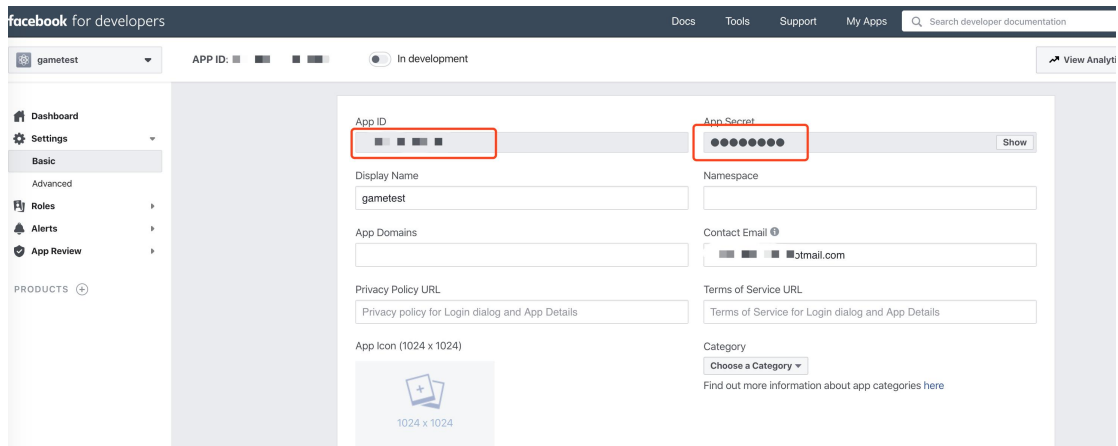 facebook for developers
Docs Tools Support My Apps Search developer documentation
gametest APP ID: In development View Analyti
Dashboard
Settings
Basic
Advanced
Roles
Alerts
App Review
PRODUCTS
App ID App Secret
●●●●●●●● Show
Display Name Namespace
gametest
App Domains Contact Email
otmail.com
Privacy Policy URL Terms of Service URL
Privacy policy for Login dialog and App Details Terms of Service for Login dialog and App Details
App Icon (1024 x 1024) Category
Choose a Category
Find out more information about app categories here
1024 x 1024